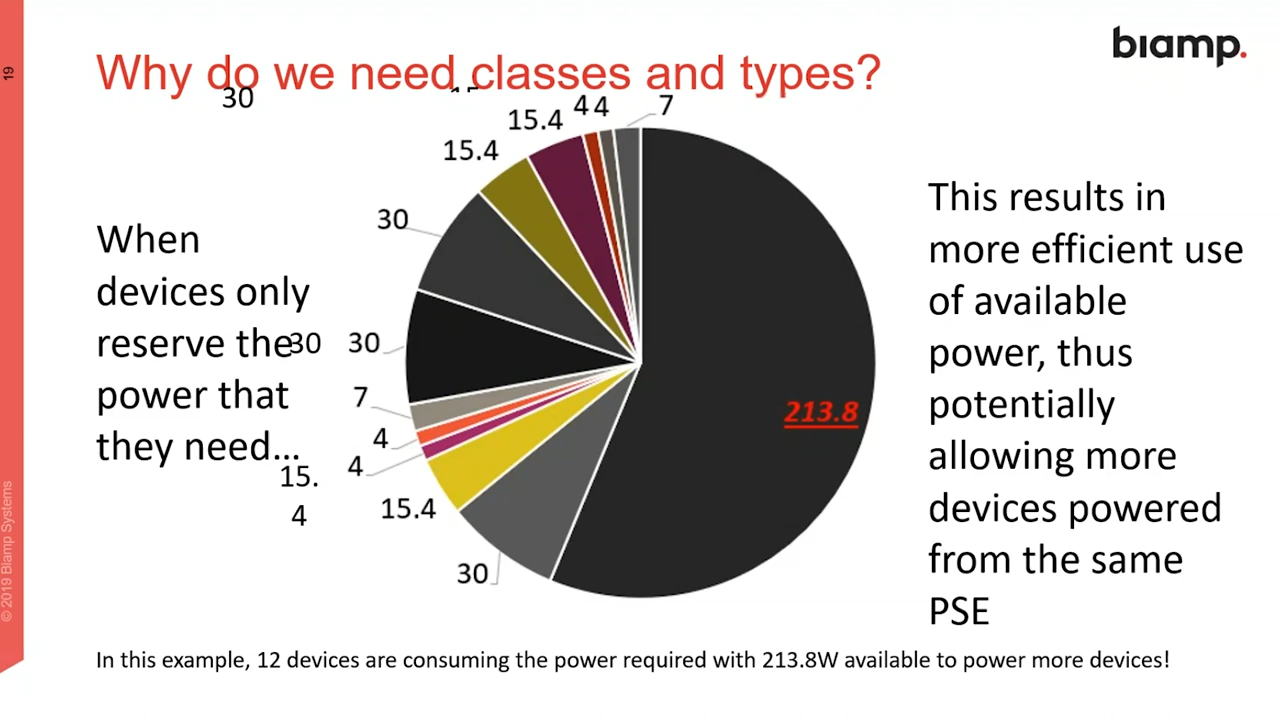 biamp.
19
Why do we need classes and types?
30
15.4
4
4
7
15.4
30
When
devices only
reserve the
power that
they need...
30
30
7
4
4
15.
4
15.4
30
213.8
This results in
more efficient use
of available
power, thus
potentially
allowing more
devices powered
from the same
PSE
© 2019 Biamp Systems
In this example, 12 devices are consuming the power required with 213.8W available to power more devices!